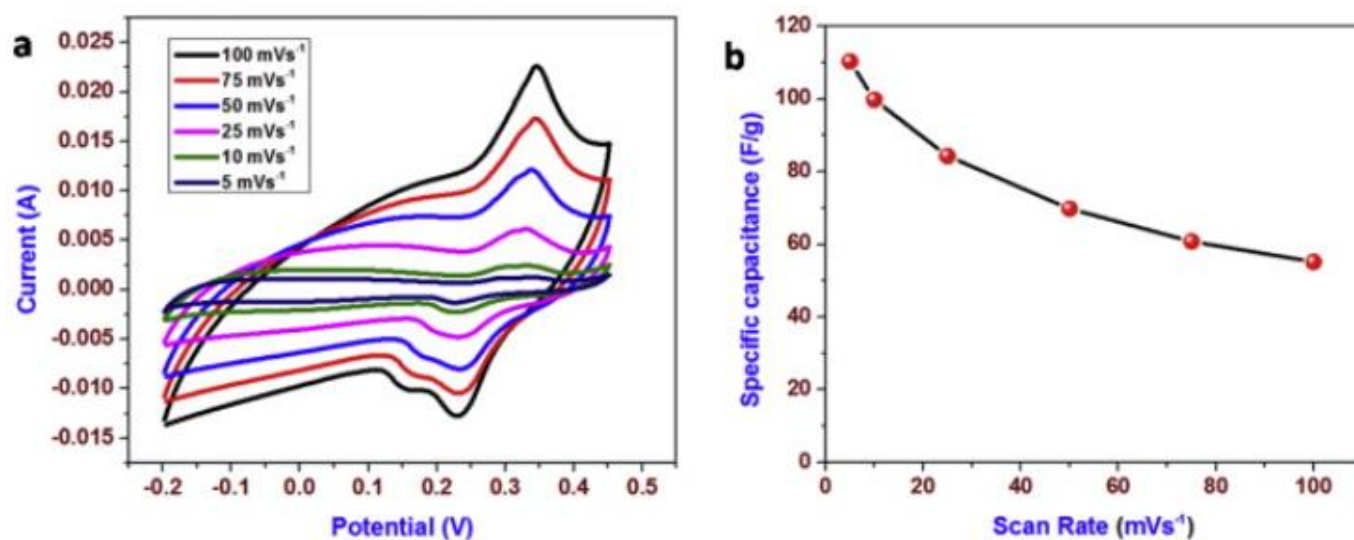 a
0.025
0.020
0.015
0.010
0.005
0.000
-0.005
-0.010
-0.015
Current (A)
100 mVs⁻¹
75 mVs⁻¹
50 mVs⁻¹
25 mVs⁻¹
10 mVs⁻¹
5 mVs⁻¹
-0.2 -0.1 0.0 0.1 0.2 0.3 0.4 0.5
Potential (V)
b
120
100
80
60
40
20
0
Specific capacitance (F/g)
0 20 40 60 80 100
Scan Rate (mVs⁻¹)